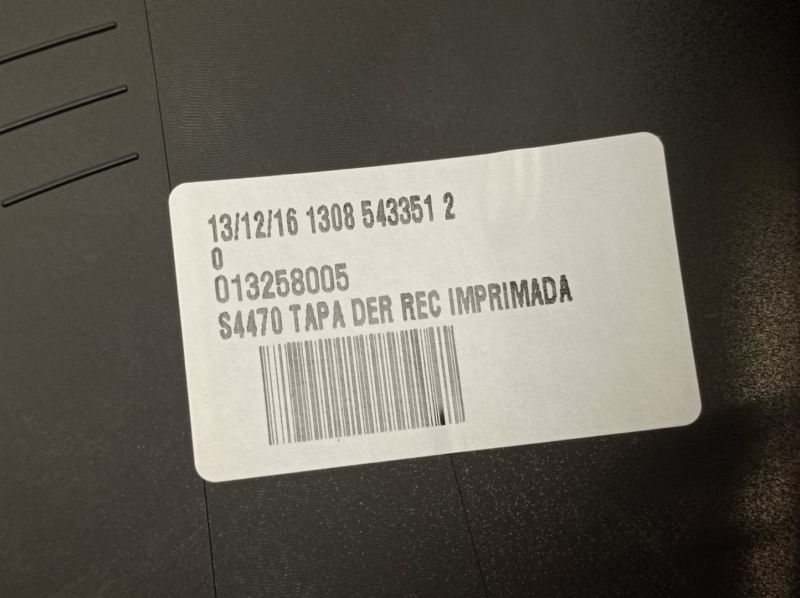 13/12/16 1308 543351 2
0
013258005
S4470 TAPA DER REC IMPRIMADA